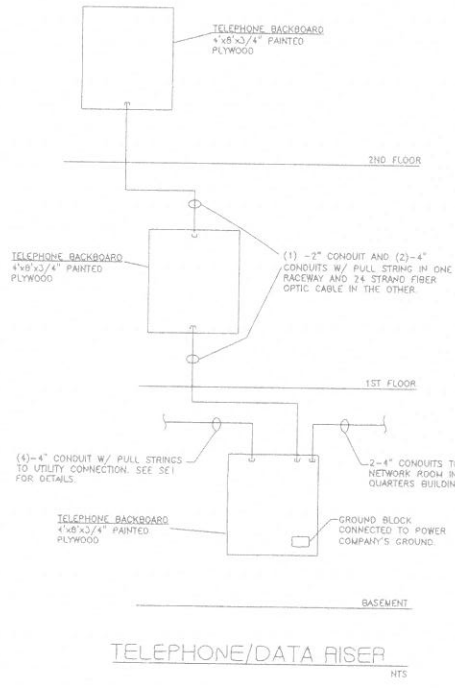 TELEPHONE BACKBOARD
4'x8'x3/4" PAINTED
PLYWOOD
2ND FLOOR
TELEPHONE BACKBOARD
4'x8'x3/4" PAINTED
PLYWOOD
(1) -2" CONDUIT AND (2)-4"
CONDUITS W/ PULL STRING IN ONE
RACEWAY AND 24 STRAND FIBER
OPTIC CABLE IN THE OTHER.
1ST FLOOR
(4)-4" CONDUIT W/ PULL STRINGS
TO UTILITY CONNECTION. SEE SE1
FOR DETAILS.
2-4" CONDUITS T
NETWORK ROOM IN
QUARTERS BUILDIN
TELEPHONE BACKBOARD
4'x8'x3/4" PAINTED
PLYWOOD
GROUND BLOCK
CONNECTED TO POWER
COMPANY'S GROUND.
BASEMENT
TELEPHONE/DATA RISER
NTS